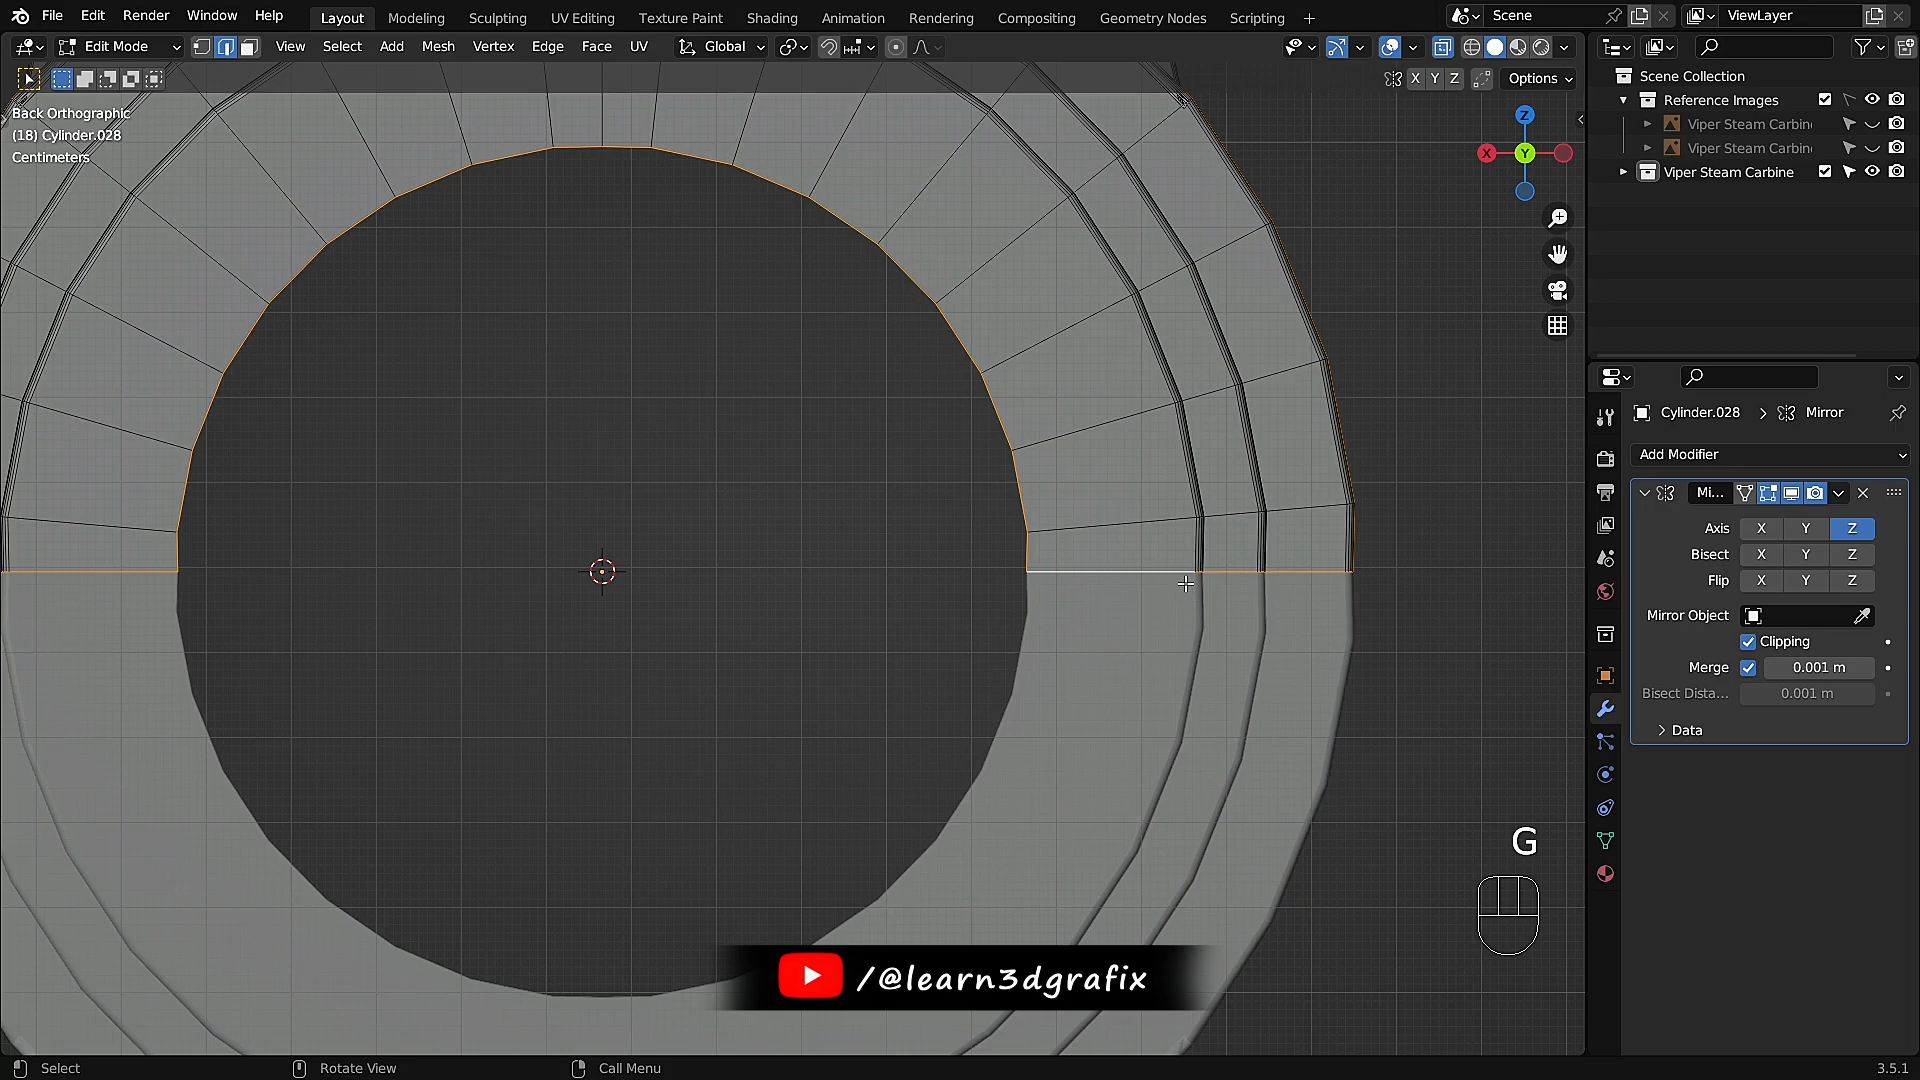 File Edit Render Window Help Layout Modeling Sculpting UV Editing Texture Paint Shading Animation Rendering Compositing Geometry Nodes Scripting + Scene ViewLayer
Edit Mode View Select Add Mesh Vertex Edge Face UV Global
X Y Z Options
Back Orthographic
(18) Cylinder.028
Centimeters
Z
X Y
Scene Collection
Reference Images
Viper Steam Carbin
Viper Steam Carbin
Viper Steam Carbine
Cylinder.028 > Mirror
Add Modifier
Mi...
Axis X Y Z
Bisect X Y Z
Flip X Y Z
Mirror Object
Clipping
Merge 0.001 m
Bisect Dista... 0.001 m
Data
G
/@learn3dgrafix
Select Rotate View Call Menu 3.5.1